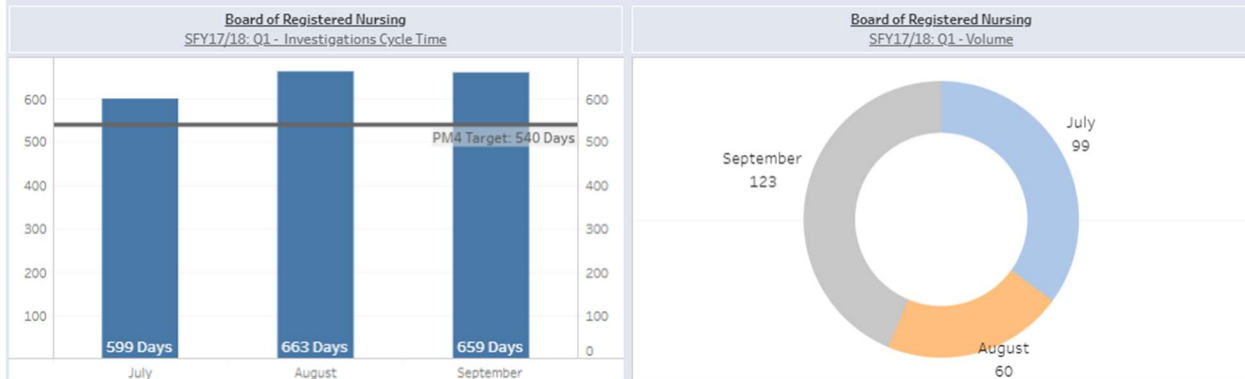 Board of Registered Nursing
SFY17/18: Q1 - Investigations Cycle Time
600
500
400
300
200
100
600
500
400
300
200
100
0
PM4 Target: 540 Days
599 Days
663 Days
659 Days
July
August
September
Board of Registered Nursing
SFY17/18: Q1 - Volume
July
99
September
123
August
60